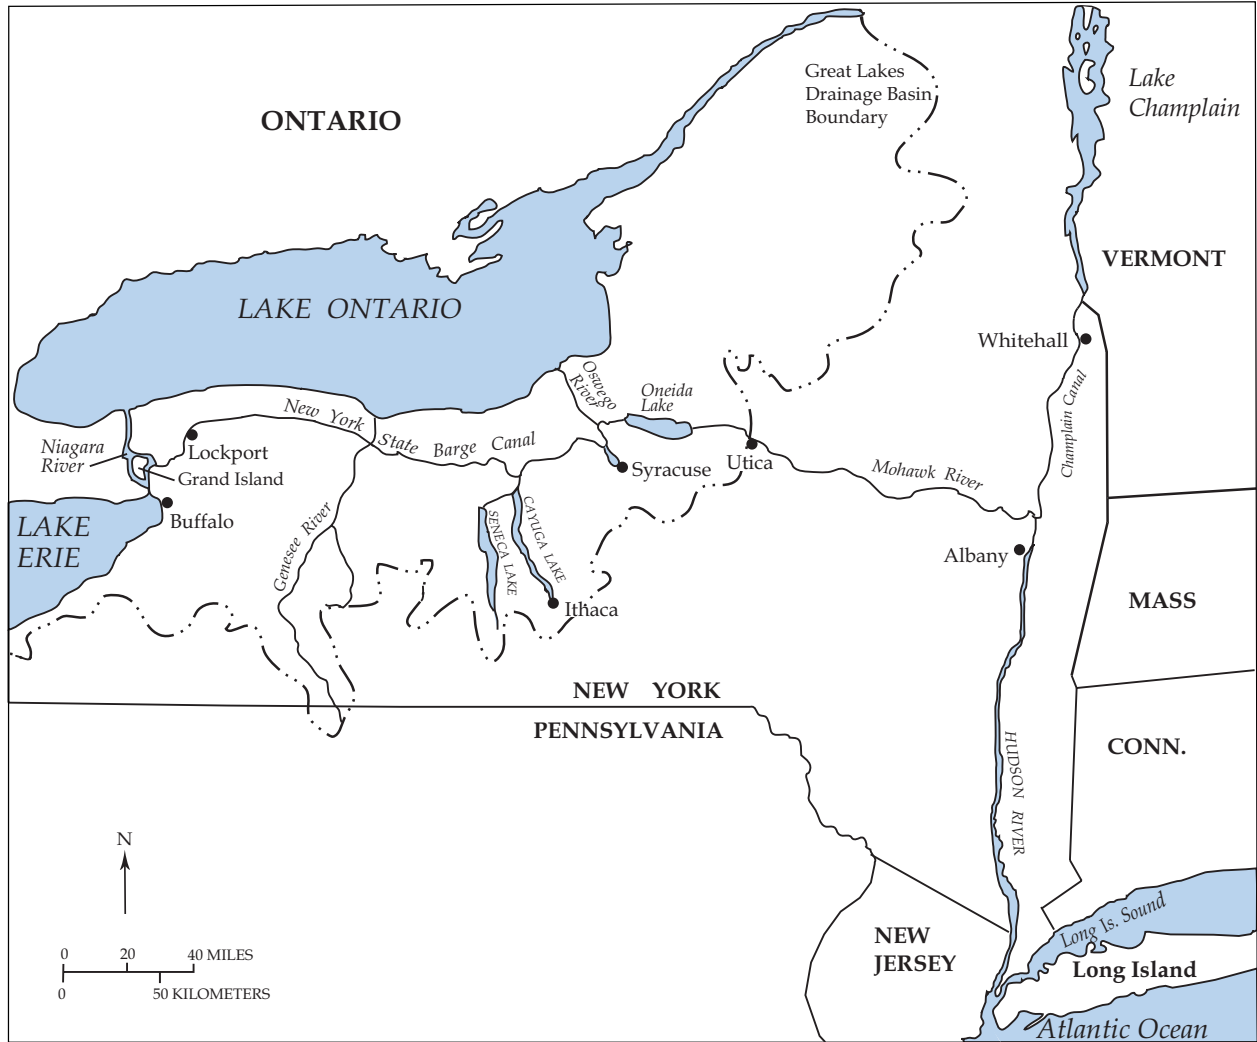 Great Lakes
Drainage Basin
Boundary
Lake
Champlain
ONTARIO
VERMONT
LAKE ONTARIO
Whitehall
Oswego
River
Oneida
Lake
Champlain Canal
New York
State Barge Canal
Niagara
River
Lockport
Grand Island
Syracuse
Utica
Mohawk River
Buffalo
LAKE
ERIE
Genesee River
SENECA LAKE
CAYUGA LAKE
Albany
Ithaca
MASS
NEW YORK
PENNSYLVANIA
HUDSON RIVER
CONN.
N
0 20 40 MILES
0 50 KILOMETERS
NEW
JERSEY
Long Is. Sound
Long Island
Atlantic Ocean